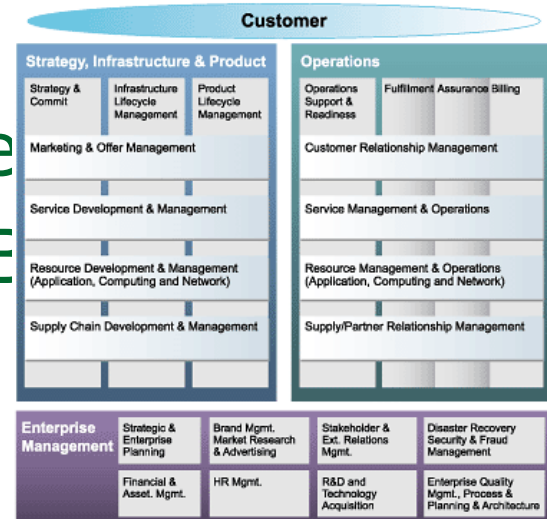 Customer
Strategy, Infrastructure & Product
Strategy &
Commit
Infrastructure
Lifecycle
Management
Product
Lifecycle
Management
Marketing & Offer Management
Service Development & Management
Resource Development & Management
(Application, Computing and Network)
Supply Chain Development & Management
Operations
Operations
Support &
Readiness
Fulfillment
Assurance
Billing
Customer Relationship Management
Service Management & Operations
Resource Management & Operations
(Application, Computing and Network)
Supply/Partner Relationship Management
Enterprise
Management
Strategic &
Enterprise
Planning
Brand Mgmt.
Market Research
& Advertising
Stakeholder &
Ext. Relations
Mgmt.
Disaster Recovery
Security & Fraud
Management
Financial &
Asset. Mgmt.
HR Mgmt.
R&D and
Technology
Acquisition
Enterprise Quality
Mgmt., Process &
Planning & Architecture